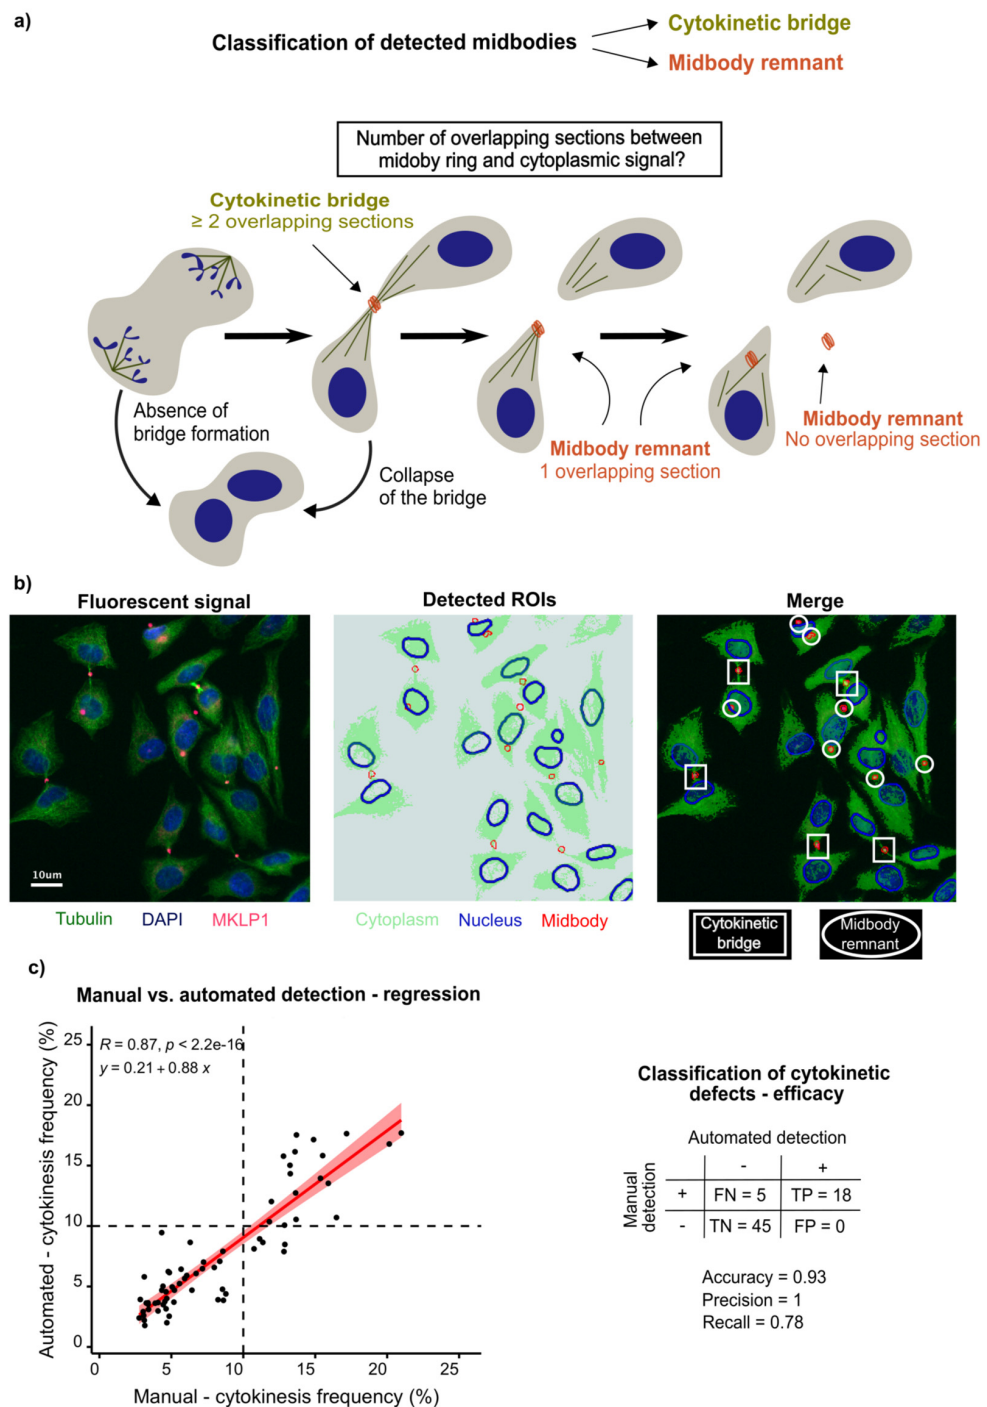 a)
Classification of detected midbodies
Cytokinetic bridge
Midbody remnant
Number of overlapping sections between
midoby ring and cytoplasmic signal?
Cytokinetic bridge
≥ 2 overlapping sections
Absence of
bridge formation
Collapse
of the bridge
Midbody remnant
1 overlapping section
Midbody remnant
No overlapping section
b)
Fluorescent signal
Detected ROIs
Merge
10um
Tubulin DAPI MKLP1
Cytoplasm Nucleus Midbody
Cytokinetic
bridge
Midbody
remnant
c)
Manual vs. automated detection - regression
R = 0.87, p < 2.2e-16
y = 0.21 + 0.88 x
Automated - cytokinesis frequency (%)
25
20
15
10
5
0
0 5 10 15 20 25
Manual - cytokinesis frequency (%)
Classification of cytokinetic
defects - efficacy
Automated detection
Manual
detection
- +
+ FN = 5 TP = 18
- TN = 45 FP = 0
Accuracy = 0.93
Precision = 1
Recall = 0.78